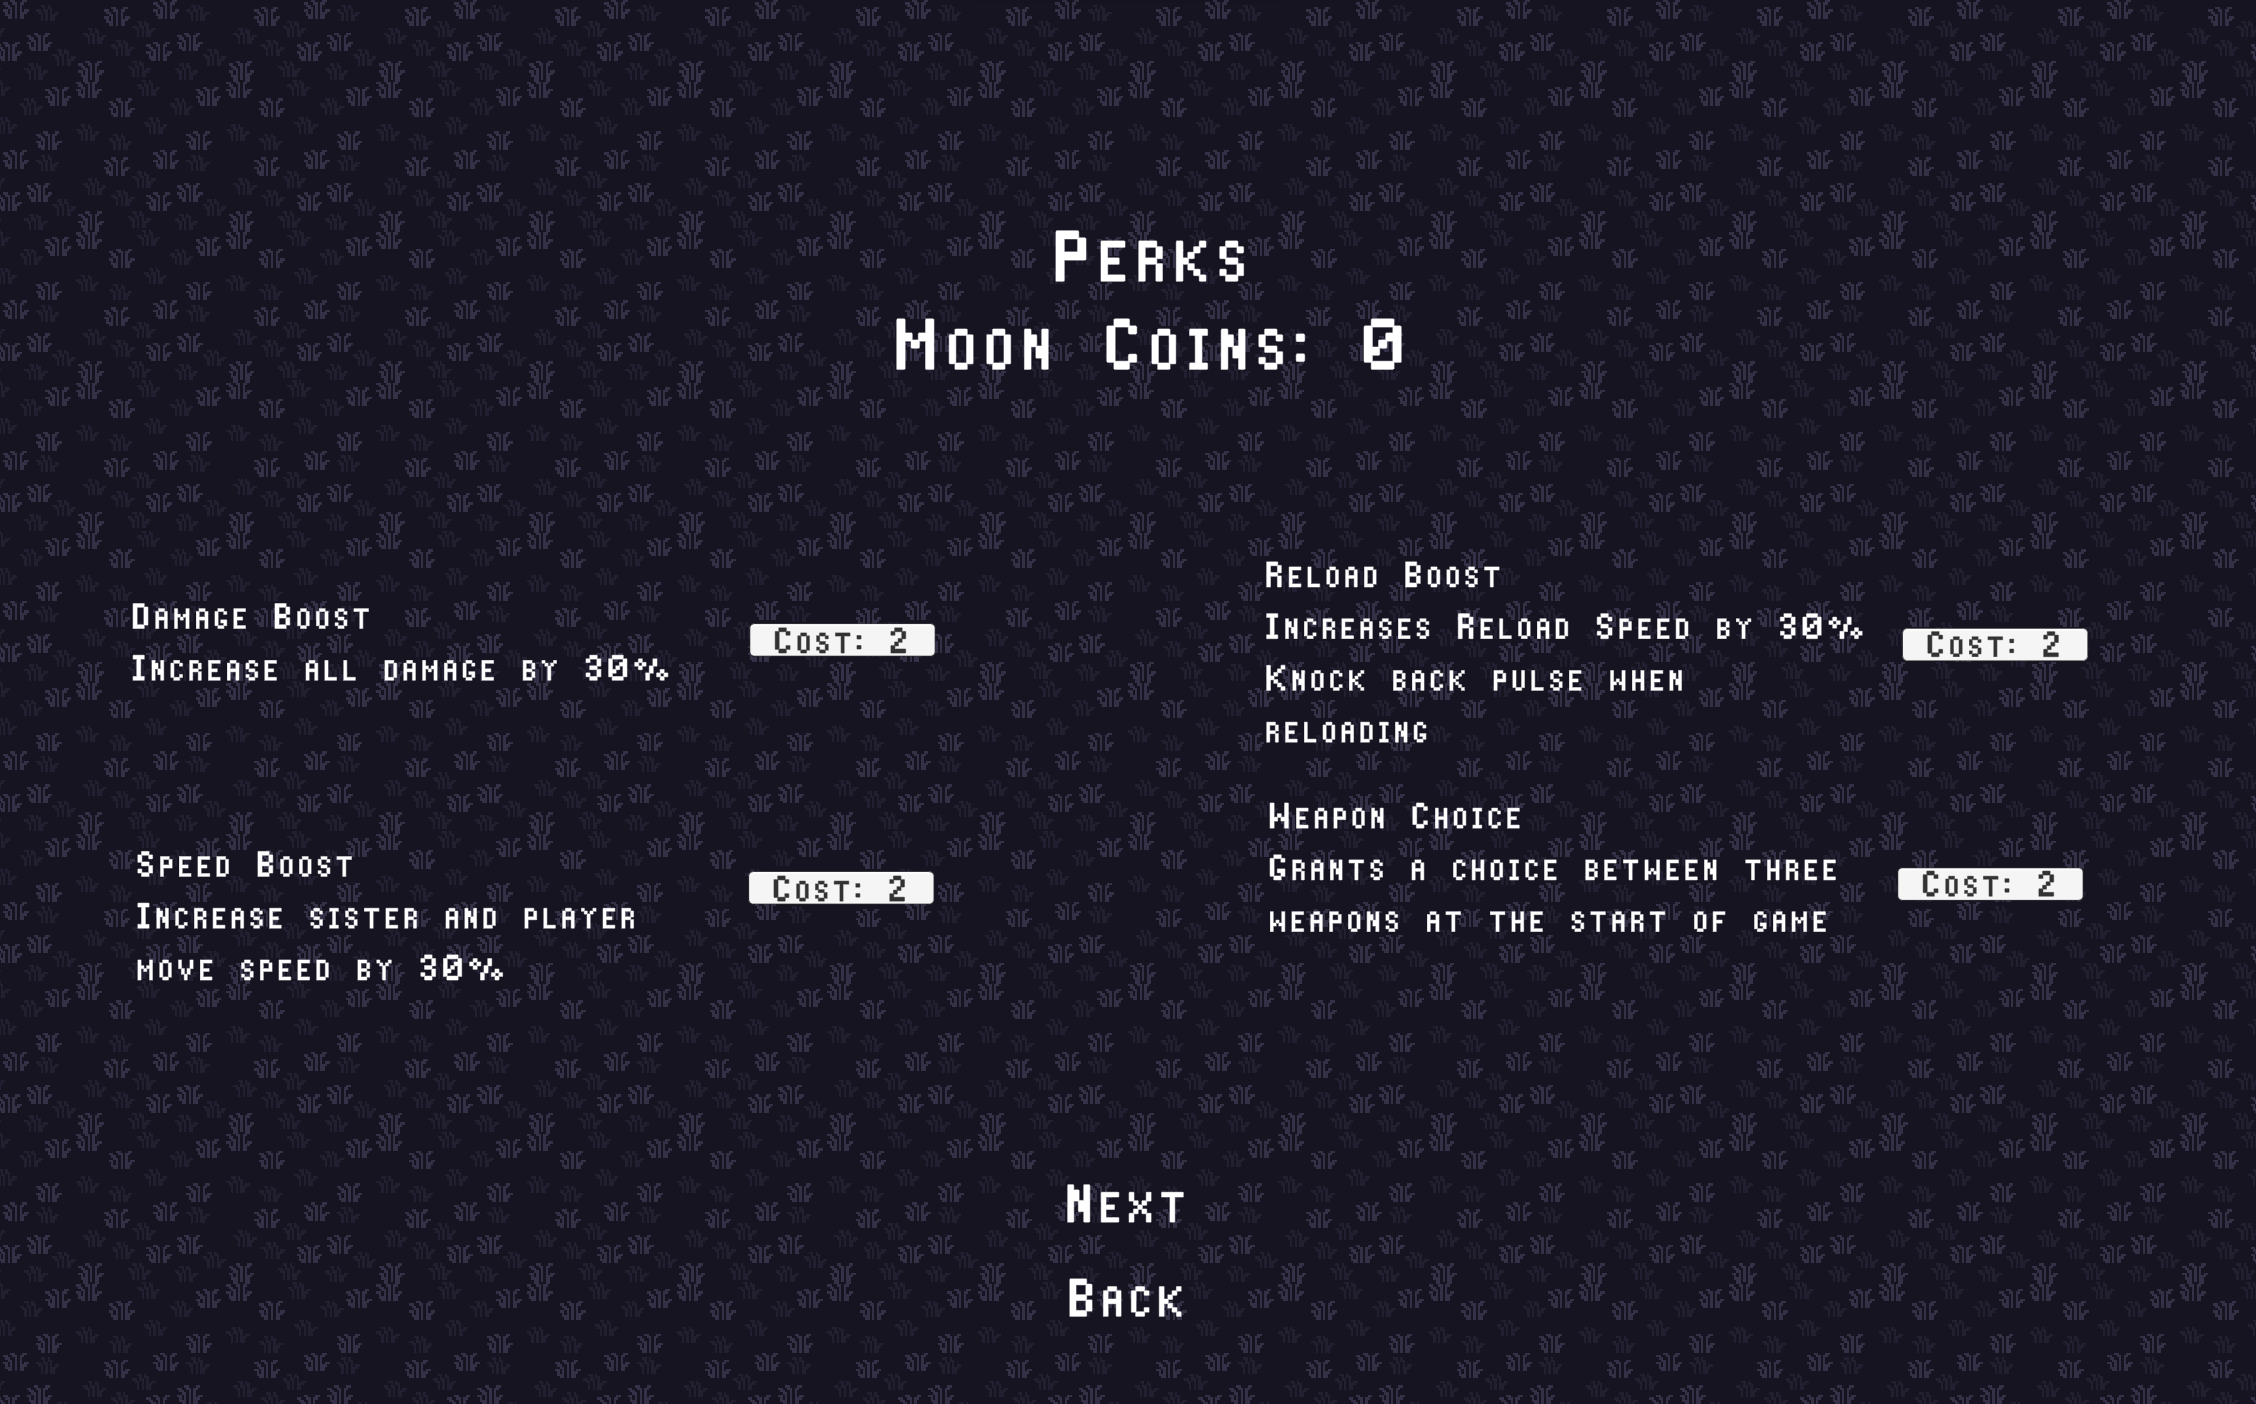 Perks
Moon Coins: 0
Damage Boost
Increase all damage by 30%
Cost: 2
Reload Boost
Increases Reload Speed by 30%
Knock back pulse when
reloading
Cost: 2
Speed Boost
Increase sister and player
move speed by 30%
Cost: 2
Weapon Choice
Grants a choice between three
weapons at the start of game
Cost: 2
Next
Back